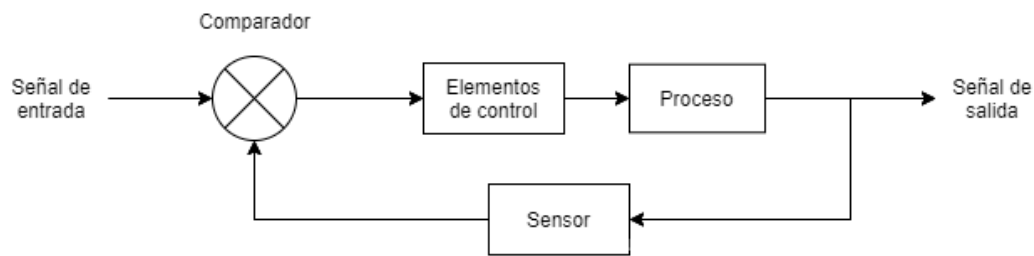 Comparador
Señal de
entrada
Elementos
de control
Proceso
Señal de
salida
Sensor